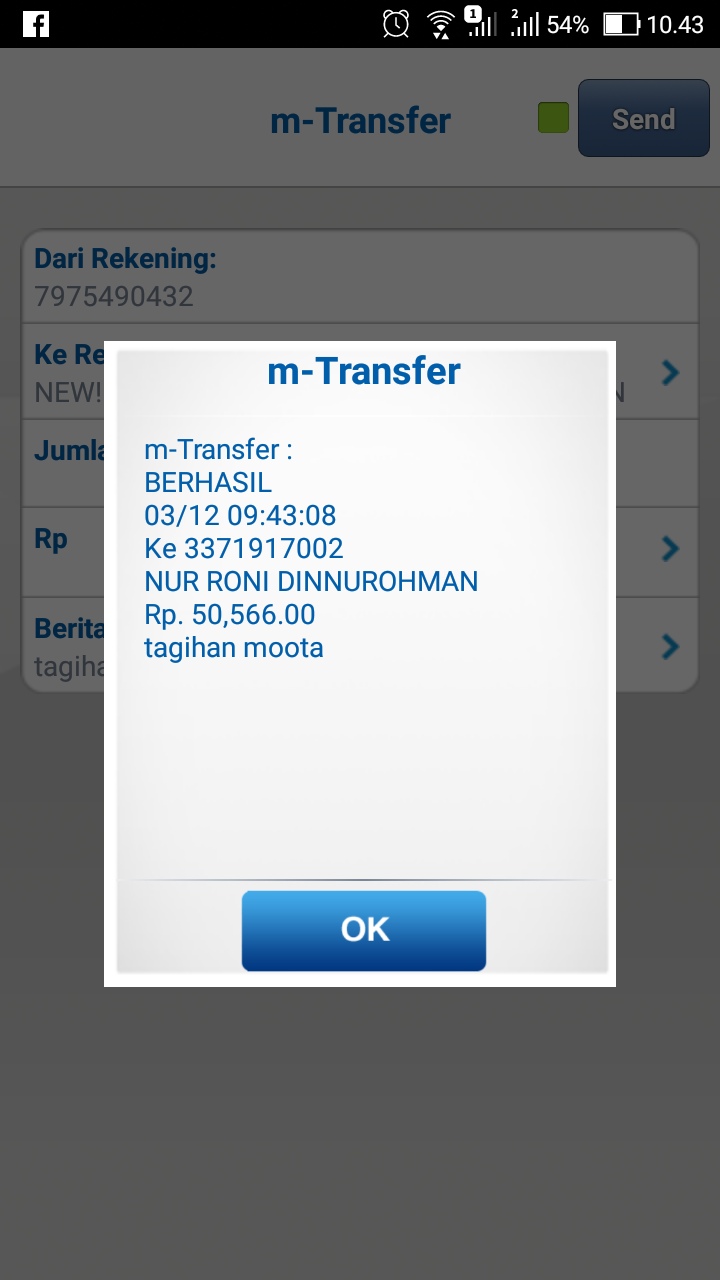 1
2
54%
10.43
m-Transfer
Send
Dari Rekening:
7975490432
Ke Re
NEW!
N
Jumla
Rp
Berita
tagiha
m-Transfer
m-Transfer :
BERHASIL
03/12 09:43:08
Ke 3371917002
NUR RONI DINNUROHMAN
Rp. 50,566.00
tagihan moota
OK